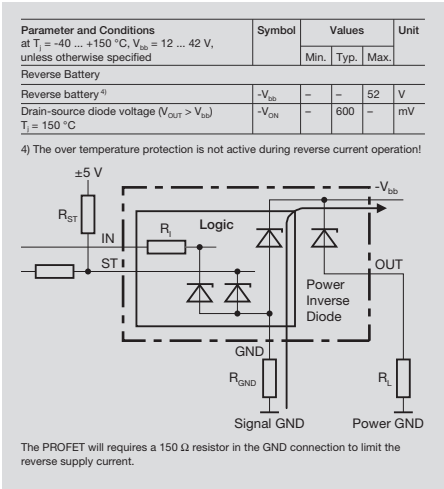 Parameter and Conditions Symbol Values Unit
at Tj = -40 ... +150 °C, Vbb = 12 ... 42 V,
unless otherwise specified Min. Typ. Max.
Reverse Battery
Reverse battery 4) -Vbb – – 52 V
Drain-source diode voltage (VOUT > Vbb) -VON – 600 – mV
Tj = 150 °C
4) The over temperature protection is not active during reverse current operation!
±5 V
-Vbb
RST
Logic
IN
RI
ST
OUT
Power
Inverse
Diode
GND
RGND
RL
Signal GND
Power GND
The PROFET will requires a 150 Ω resistor in the GND connection to limit the
reverse supply current.